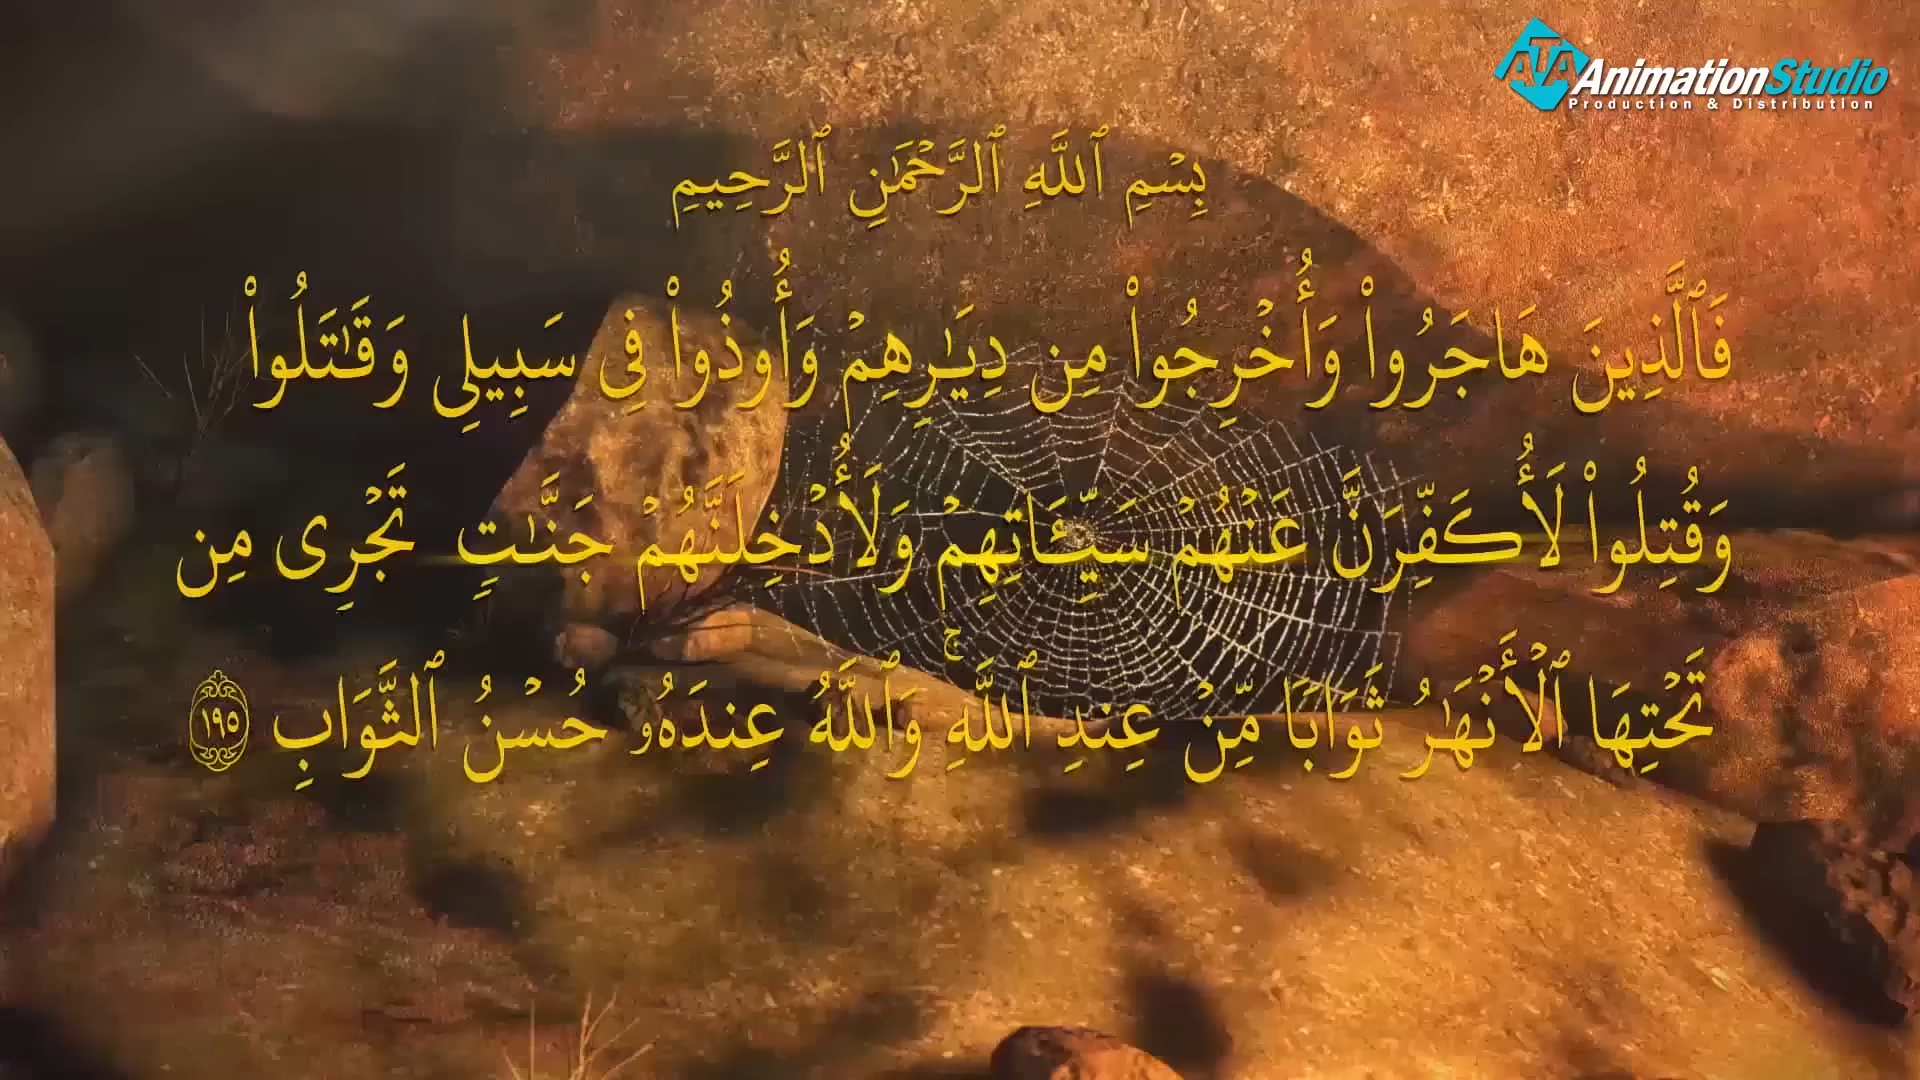 ATA AnimationStudio
Production & Distribution
بِسْمِ ٱللَّهِ ٱلرَّحْمَٰنِ ٱلرَّحِيمِ
فَٱلَّذِينَ هَاجَرُوا۟ وَأُخْرِجُوا۟ مِن دِيَٰرِهِمْ وَأُوذُوا۟ فِى سَبِيلِى وَقَٰتَلُوا۟
وَقُتِلُوا۟ لَأُكَفِّرَنَّ عَنْهُمْ سَيِّـَٔاتِهِمْ وَلَأُدْخِلَنَّهُمْ جَنَّٰتٍ تَجْرِى مِن
تَحْتِهَا ٱلْأَنْهَٰرُ ثَوَابًا مِّنْ عِندِ ٱللَّهِ ۚ وَٱللَّهُ عِندَهُۥ حُسْنُ ٱلثَّوَابِ ١٩٥